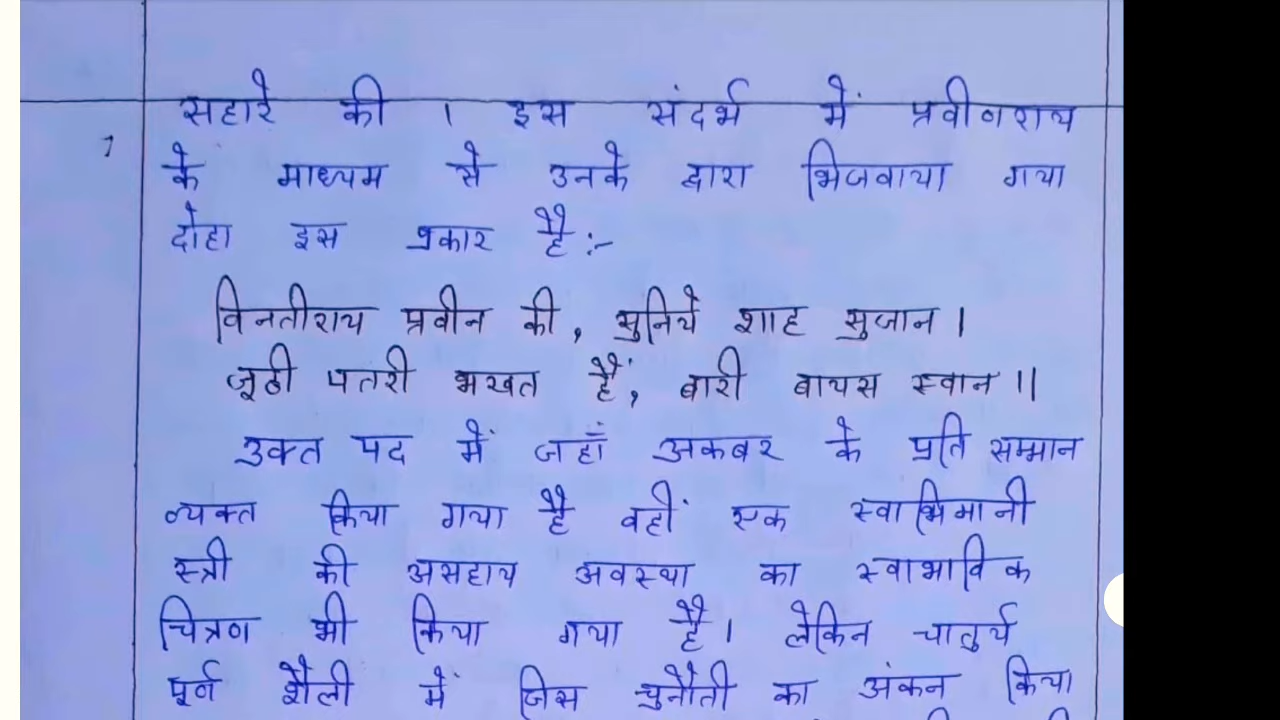 सहारे की । इस संदर्भ में प्रवीणराय
के माध्यम से उनके द्वारा भिजवाया गया
दोहा इस प्रकार है :-
विनतीराय प्रवीन की, सुनिये शाह सुजान ।
जूठी पतरी भखत हैं, बारी बायस स्वान ॥
उक्त पद में जहाँ अकबर के प्रति सम्मान
व्यक्त किया गया है वहीं एक स्वाभिमानी
स्त्री की असहाय अवस्था का स्वाभाविक
चित्रण भी किया गया है । लेकिन चातुर्य
पूर्ण शैली में जिस चुनौती का अंकन किया